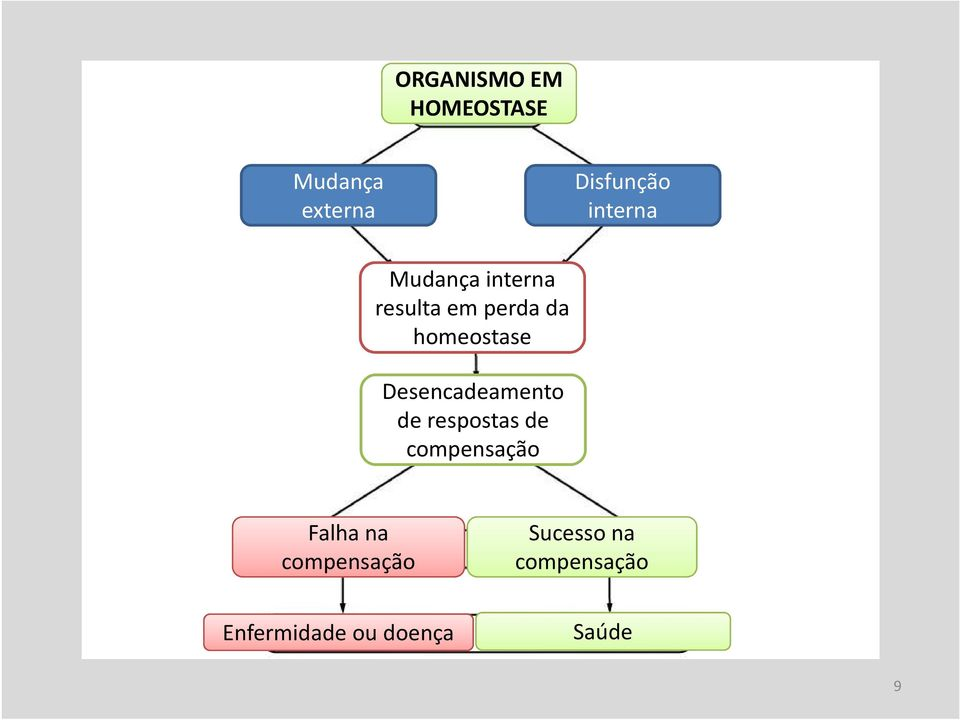 ORGANISMO EM
HOMEOSTASE
Mudança
externa
Disfunção
interna
Mudança interna
resulta em perda da
homeostase
Desencadeamento
de respostas de
compensação
Falha na
compensação
Sucesso na
compensação
Enfermidade ou doença
Saúde
9